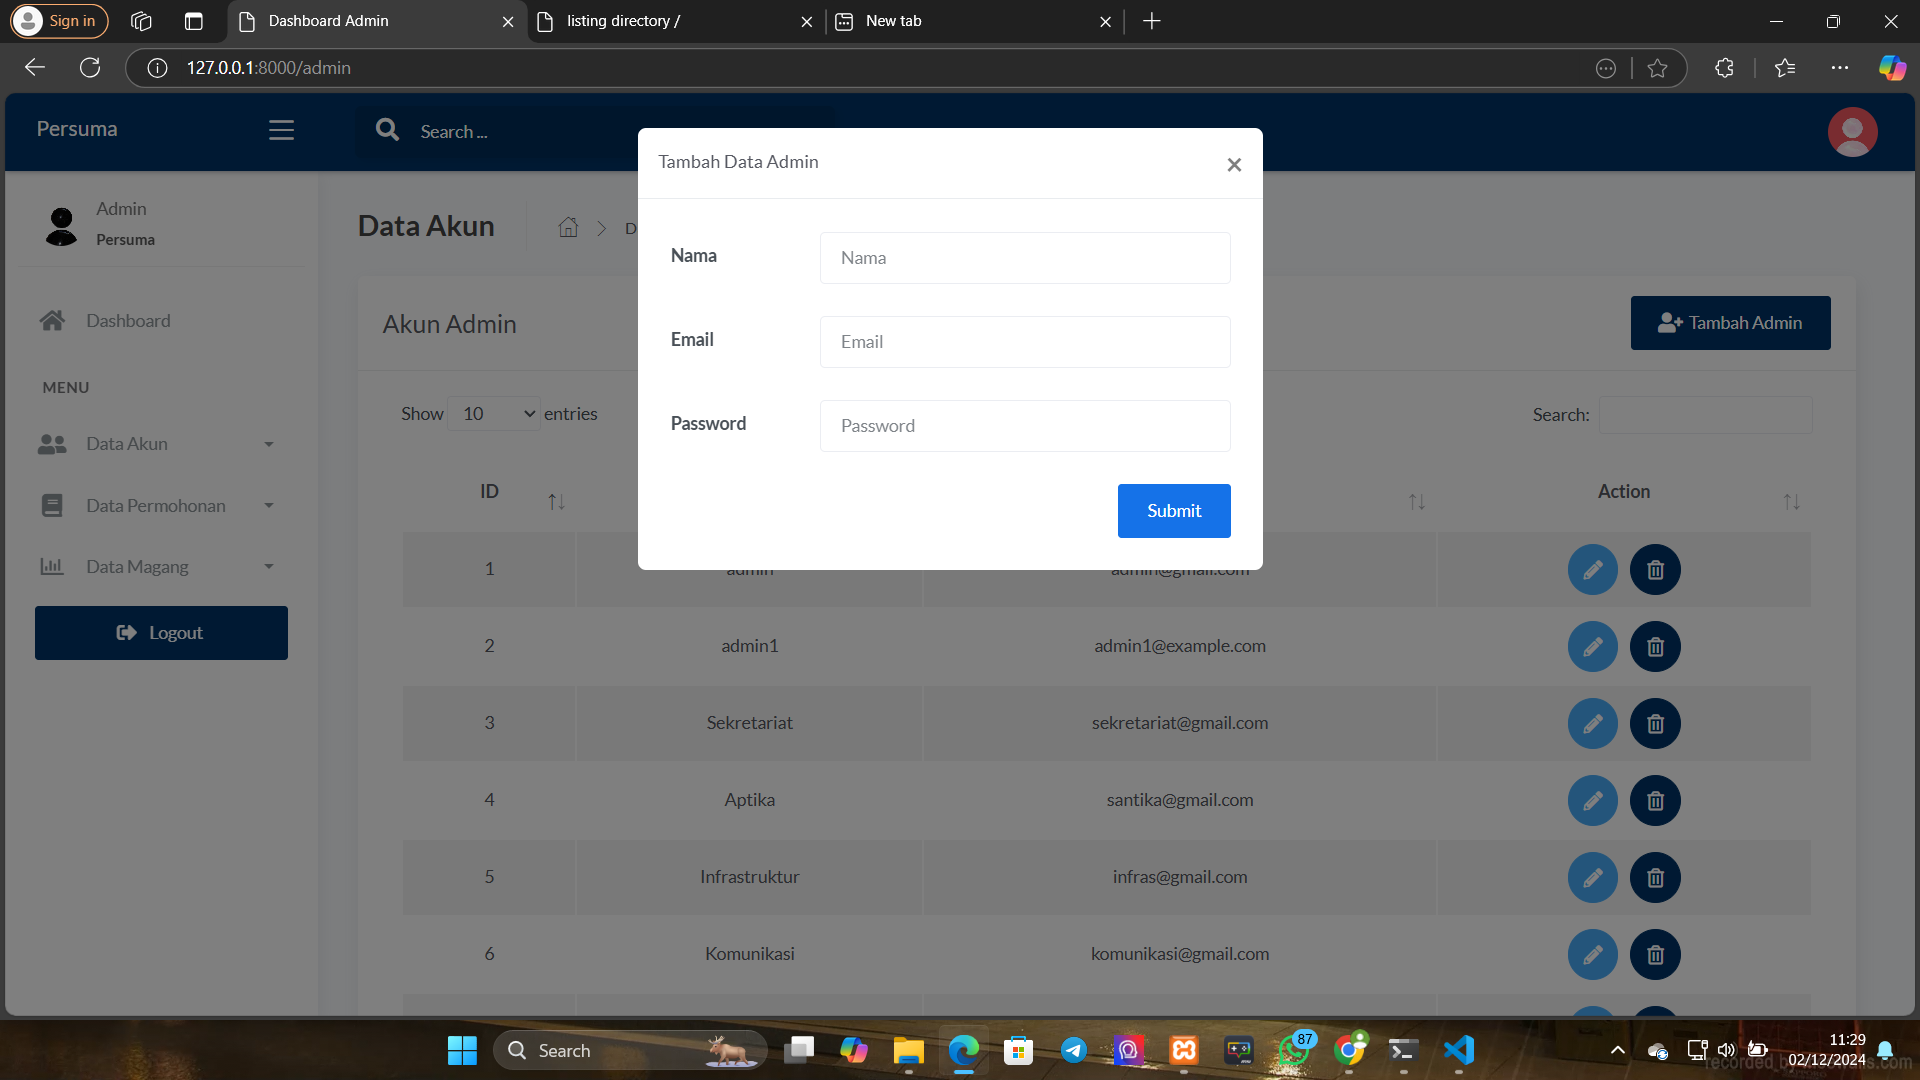 Sign in
Dashboard Admin
listing directory /
New tab
127.0.0.1:8000/admin
Persuma
Search ...
Tambah Data Admin
Admin
Persuma
Data Akun
D
Nama
Nama
Akun Admin
Tambah Admin
Dashboard
Email
Email
MENU
Show 10 entries
Search:
Password
Password
Data Akun
ID
Action
Data Permohonan
Submit
Data Magang
1
admin
admin@gmail.com
Logout
2
admin1
admin1@example.com
3
Sekretariat
sekretariat@gmail.com
4
Aptika
santika@gmail.com
5
Infrastruktur
infras@gmail.com
6
Komunikasi
komunikasi@gmail.com
Search
87
11:29
02/12/2024